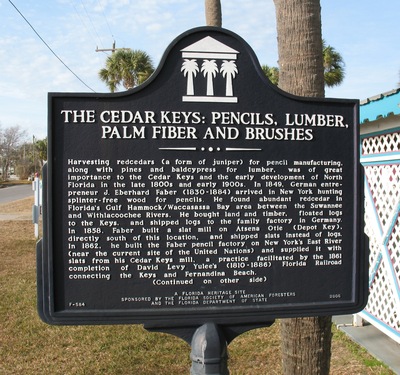 THE CEDAR KEYS: PENCILS, LUMBER,
PALM FIBER AND BRUSHES
Harvesting redcedars (a form of juniper) for pencil manufacturing,
along with pines and baldcypress for lumber, was of great
importance to the Cedar Keys and the early development of North
Florida in the late 1800s and early 1900s. In 1849, German entre-
preneur J. Eberhard Faber (1830-1884) arrived in New York hunting
splinter-free wood for pencils. He found abundant redcedar in
Florida's Gulf Hammock/Waccasassa Bay area between the Suwannee
and Withlacoochee Rivers. He bought land and timber, floated logs
to the Keys, and shipped logs to the family factory in Germany.
In 1858, Faber built a slat mill on Atsena Otie (Depot Key),
directly south of this location, and shipped slats instead of logs.
In 1862, he built the Faber pencil factory on New York's East River
(near the current site of the United Nations) and supplied it with
slats from his Cedar Keys mill, a practice facilitated by the 1861
completion of David Levy Yulee's (1810-1886) Florida Railroad
connecting the Keys and Fernandina Beach.
(Continued on other side)
A FLORIDA HERITAGE SITE
SPONSORED BY THE FLORIDA SOCIETY OF AMERICAN FORESTERS
F-584 AND THE FLORIDA DEPARTMENT OF STATE